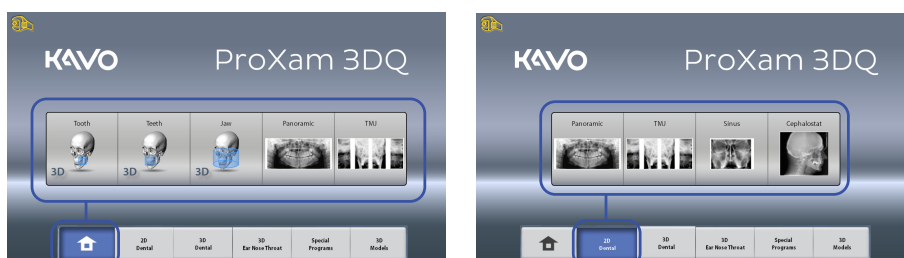 KAVO ProXam 3DQ
Tooth Teeth Jaw Panoramic TMJ
3D 3D 3D
2D Dental
3D Dental
3D Ear Nose Throat
Special Programs
3D Models
KAVO ProXam 3DQ
Panoramic TMJ Sinus Cephalostat
2D Dental
3D Dental
3D Ear Nose Throat
Special Programs
3D Models